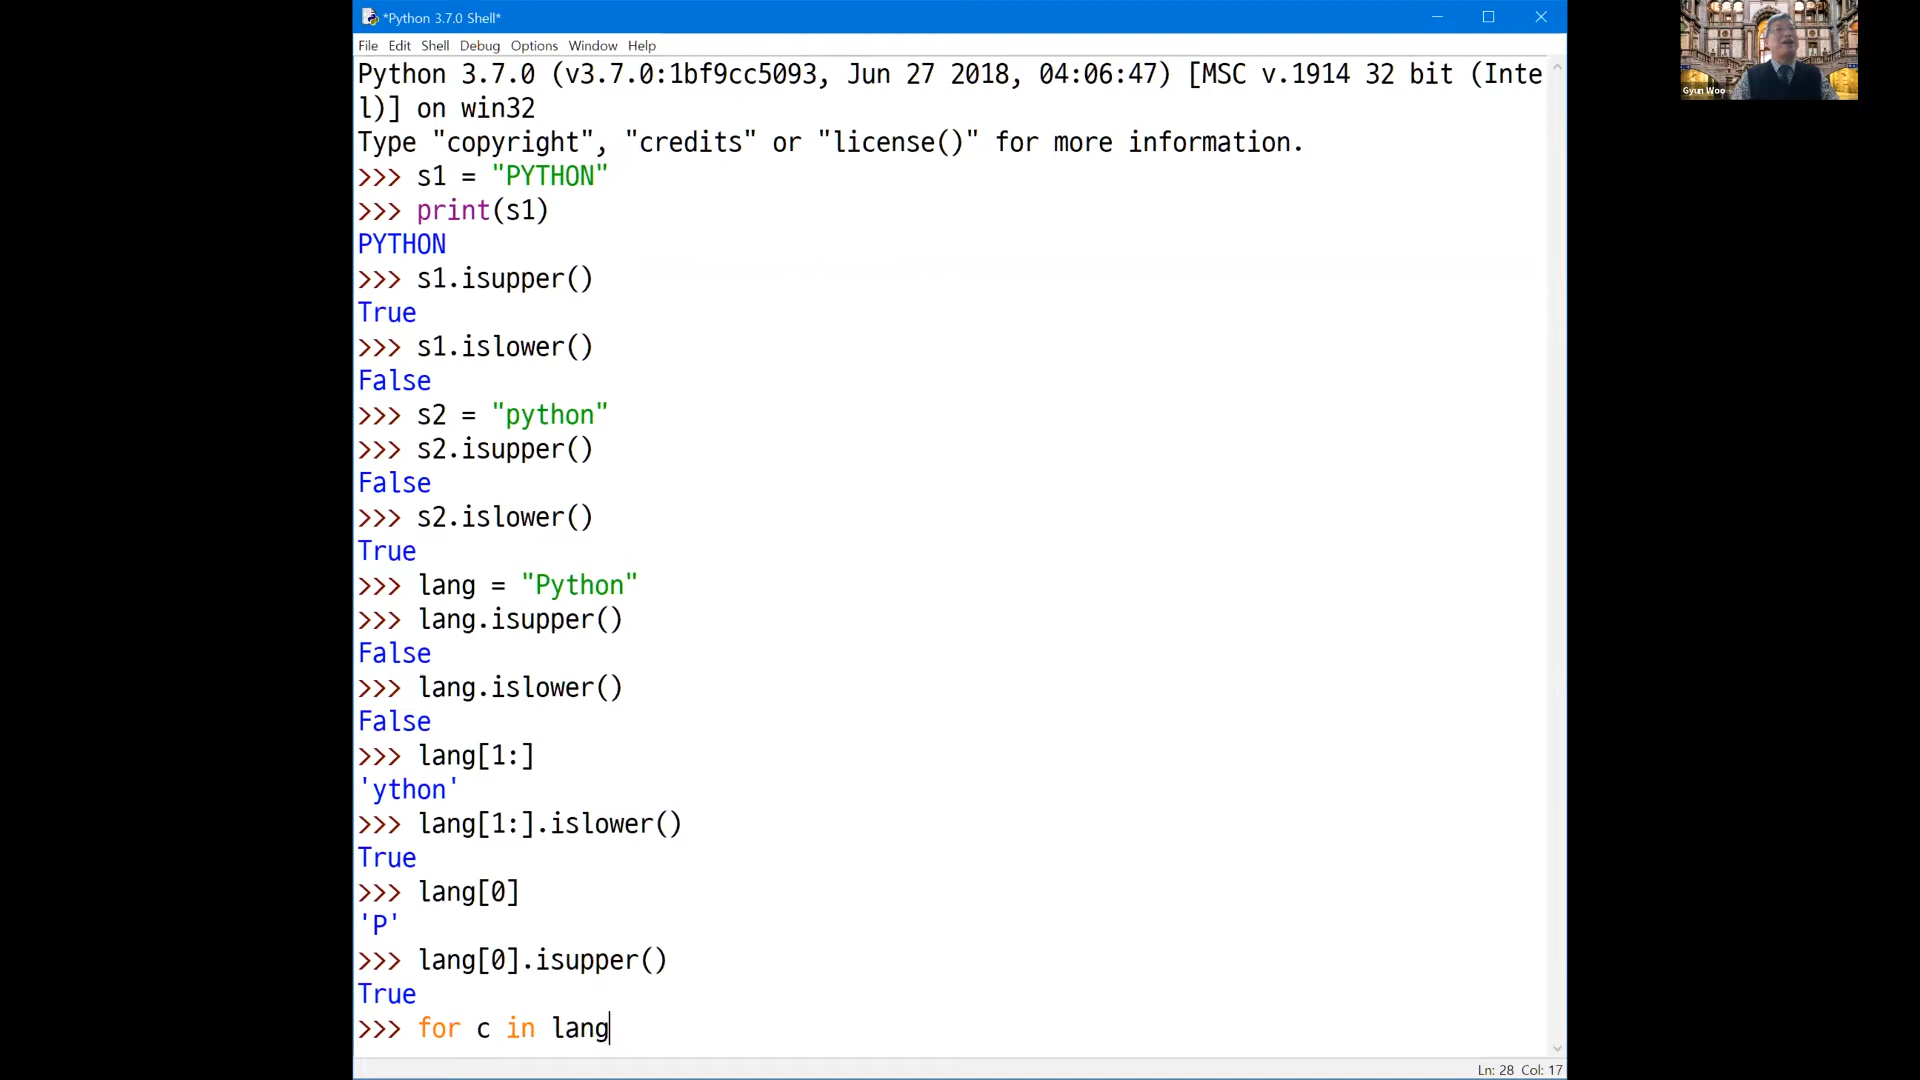 *Python 3.7.0 Shell*
File Edit Shell Debug Options Window Help
Python 3.7.0 (v3.7.0:1bf9cc5093, Jun 27 2018, 04:06:47) [MSC v.1914 32 bit (Inte
l)] on win32
Type "copyright", "credits" or "license()" for more information.
>>> s1 = "PYTHON"
>>> print(s1)
PYTHON
>>> s1.isupper()
True
>>> s1.islower()
False
>>> s2 = "python"
>>> s2.isupper()
False
>>> s2.islower()
True
>>> lang = "Python"
>>> lang.isupper()
False
>>> lang.islower()
False
>>> lang[1:]
'ython'
>>> lang[1:].islower()
True
>>> lang[0]
'P'
>>> lang[0].isupper()
True
>>> for c in lang
Ln: 28 Col: 17
Gyun Woo